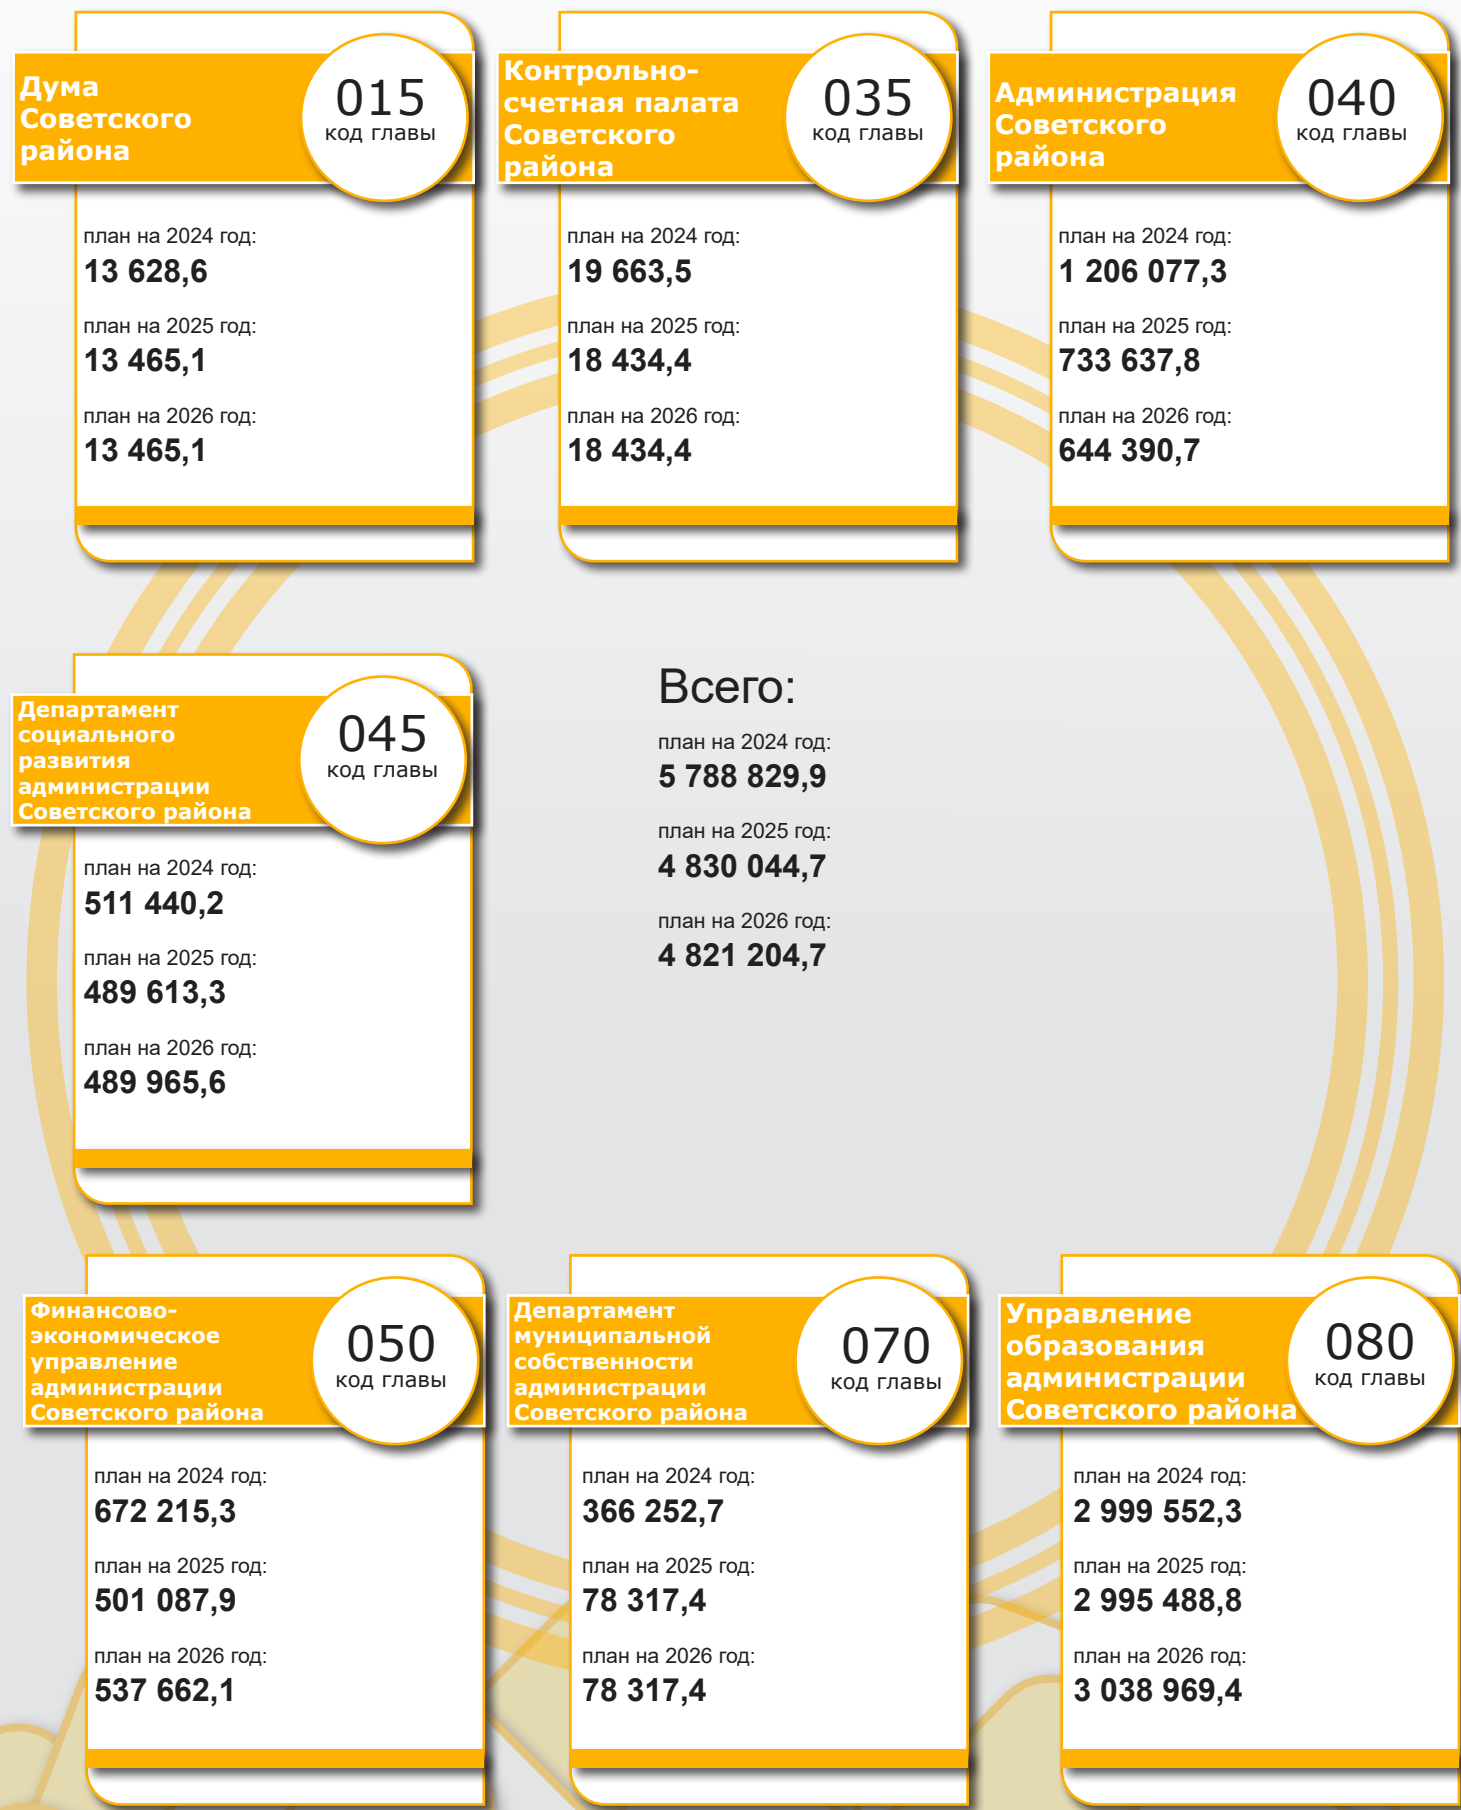 Дума
Советского
района
015
код главы
план на 2024 год:
13 628,6
план на 2025 год:
13 465,1
план на 2026 год:
13 465,1
Контрольно-
счетная палата
Советского
района
035
код главы
план на 2024 год:
19 663,5
план на 2025 год:
18 434,4
план на 2026 год:
18 434,4
Администрация
Советского
района
040
код главы
план на 2024 год:
1 206 077,3
план на 2025 год:
733 637,8
план на 2026 год:
644 390,7
Департамент
социального
развития
администрации
Советского района
045
код главы
план на 2024 год:
511 440,2
план на 2025 год:
489 613,3
план на 2026 год:
489 965,6
Всего:
план на 2024 год:
5 788 829,9
план на 2025 год:
4 830 044,7
план на 2026 год:
4 821 204,7
Финансово-
экономическое
управление
администрации
Советского района
050
код главы
план на 2024 год:
672 215,3
план на 2025 год:
501 087,9
план на 2026 год:
537 662,1
Департамент
муниципальной
собственности
администрации
Советского района
070
код главы
план на 2024 год:
366 252,7
план на 2025 год:
78 317,4
план на 2026 год:
78 317,4
Управление
образования
администрации
Советского района
080
код главы
план на 2024 год:
2 999 552,3
план на 2025 год:
2 995 488,8
план на 2026 год:
3 038 969,4